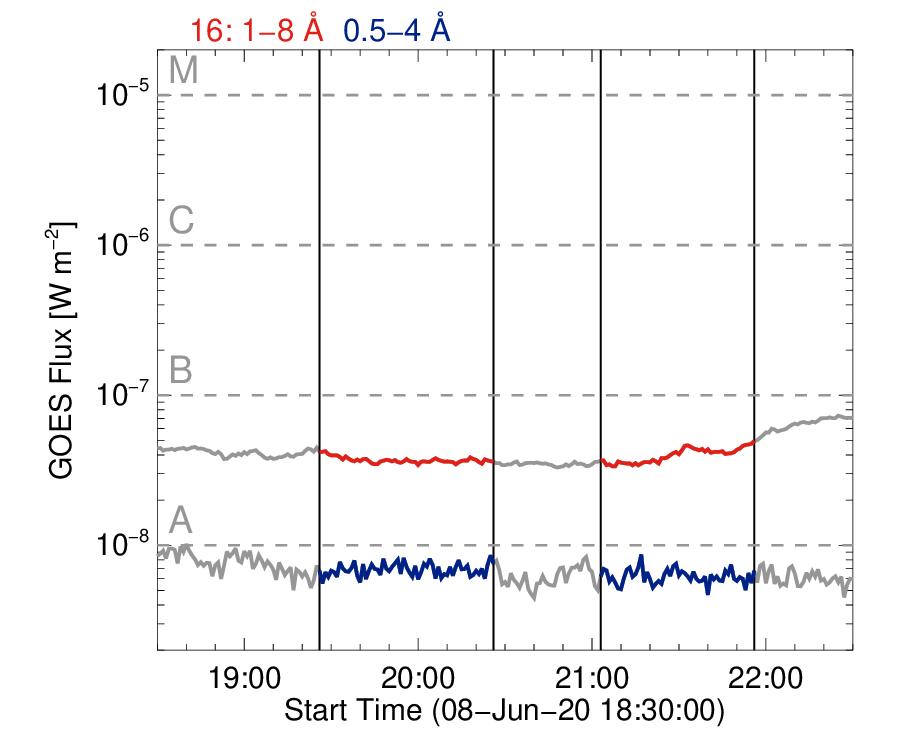 16: 1−8 Å 0.5−4 Å
M
10⁻⁵
C
10⁻⁶
B
10⁻⁷
A
10⁻⁸
GOES Flux [W m⁻²]
19:00 20:00 21:00 22:00
Start Time (08−Jun−20 18:30:00)